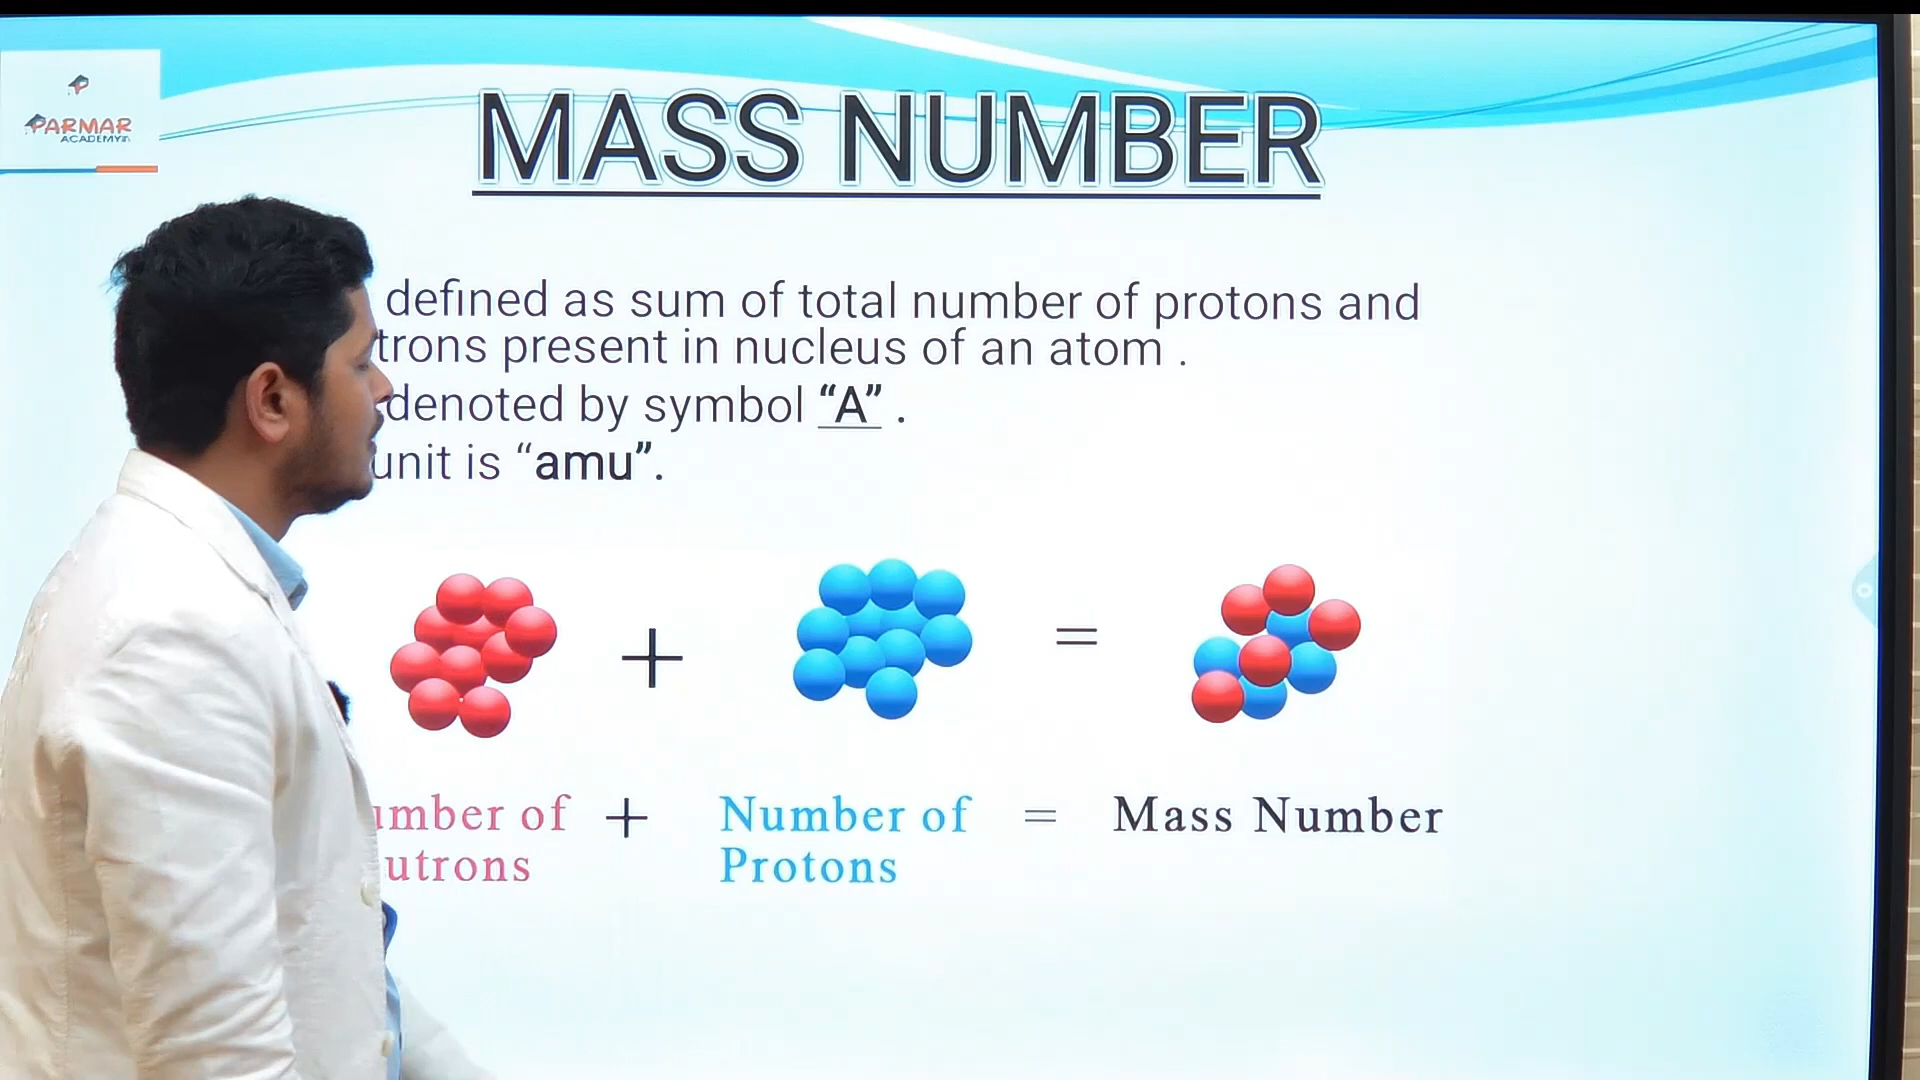 PARMAR
ACADEMY
MASS NUMBER
defined as sum of total number of protons and
trons present in nucleus of an atom .
denoted by symbol “A” .
unit is “amu”.
+ =
umber of + Number of = Mass Number
utrons Protons